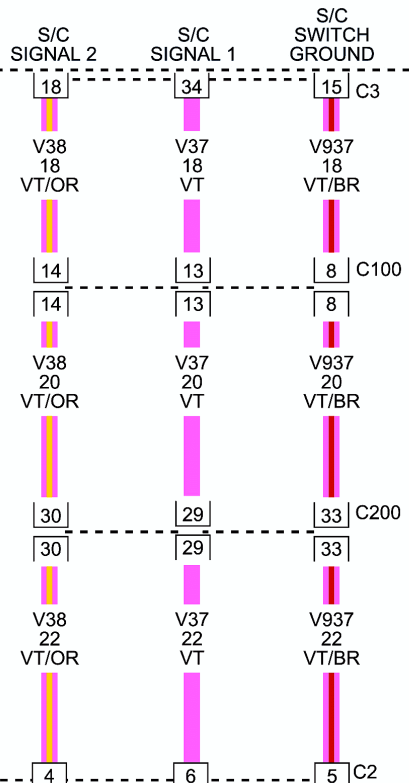 S/C SIGNAL 2
S/C SIGNAL 1
S/C SWITCH GROUND
18 34 15 C3
V38 V37 V937
18 18 18
VT/OR VT VT/BR
14 13 8 C100
14 13 8
V38 V37 V937
20 20 20
VT/OR VT VT/BR
30 29 33 C200
30 29 33
V38 V37 V937
22 22 22
VT/OR VT VT/BR
4 6 5 C2